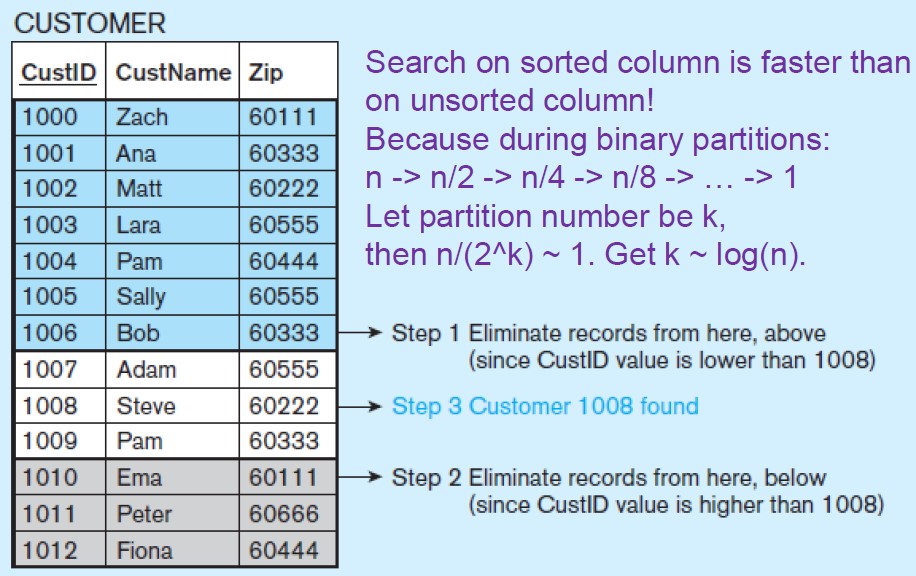 CUSTOMER
CustID CustName Zip
1000 Zach 60111
1001 Ana 60333
1002 Matt 60222
1003 Lara 60555
1004 Pam 60444
1005 Sally 60555
1006 Bob 60333
1007 Adam 60555
1008 Steve 60222
1009 Pam 60333
1010 Ema 60111
1011 Peter 60666
1012 Fiona 60444
Search on sorted column is faster than
on unsorted column!
Because during binary partitions:
n -> n/2 -> n/4 -> n/8 -> … -> 1
Let partition number be k,
then n/(2^k) ~ 1. Get k ~ log(n).
Step 1 Eliminate records from here, above
(since CustID value is lower than 1008)
Step 3 Customer 1008 found
Step 2 Eliminate records from here, below
(since CustID value is higher than 1008)